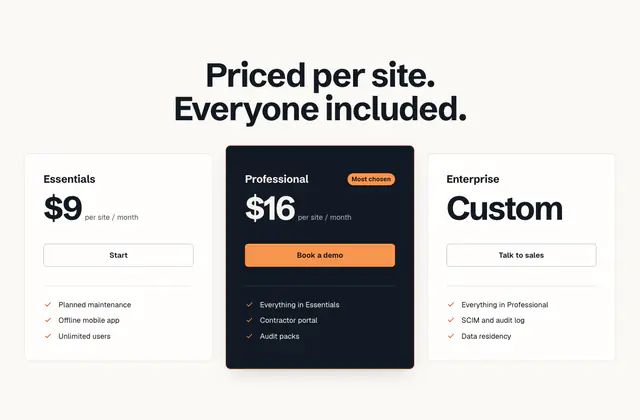 Priced per site.
Everyone included.
Essentials
$9 per site / month
Start
Planned maintenance
Offline mobile app
Unlimited users
Professional
Most chosen
$16 per site / month
Book a demo
Everything in Essentials
Contractor portal
Audit packs
Enterprise
Custom
Talk to sales
Everything in Professional
SCIM and audit log
Data residency